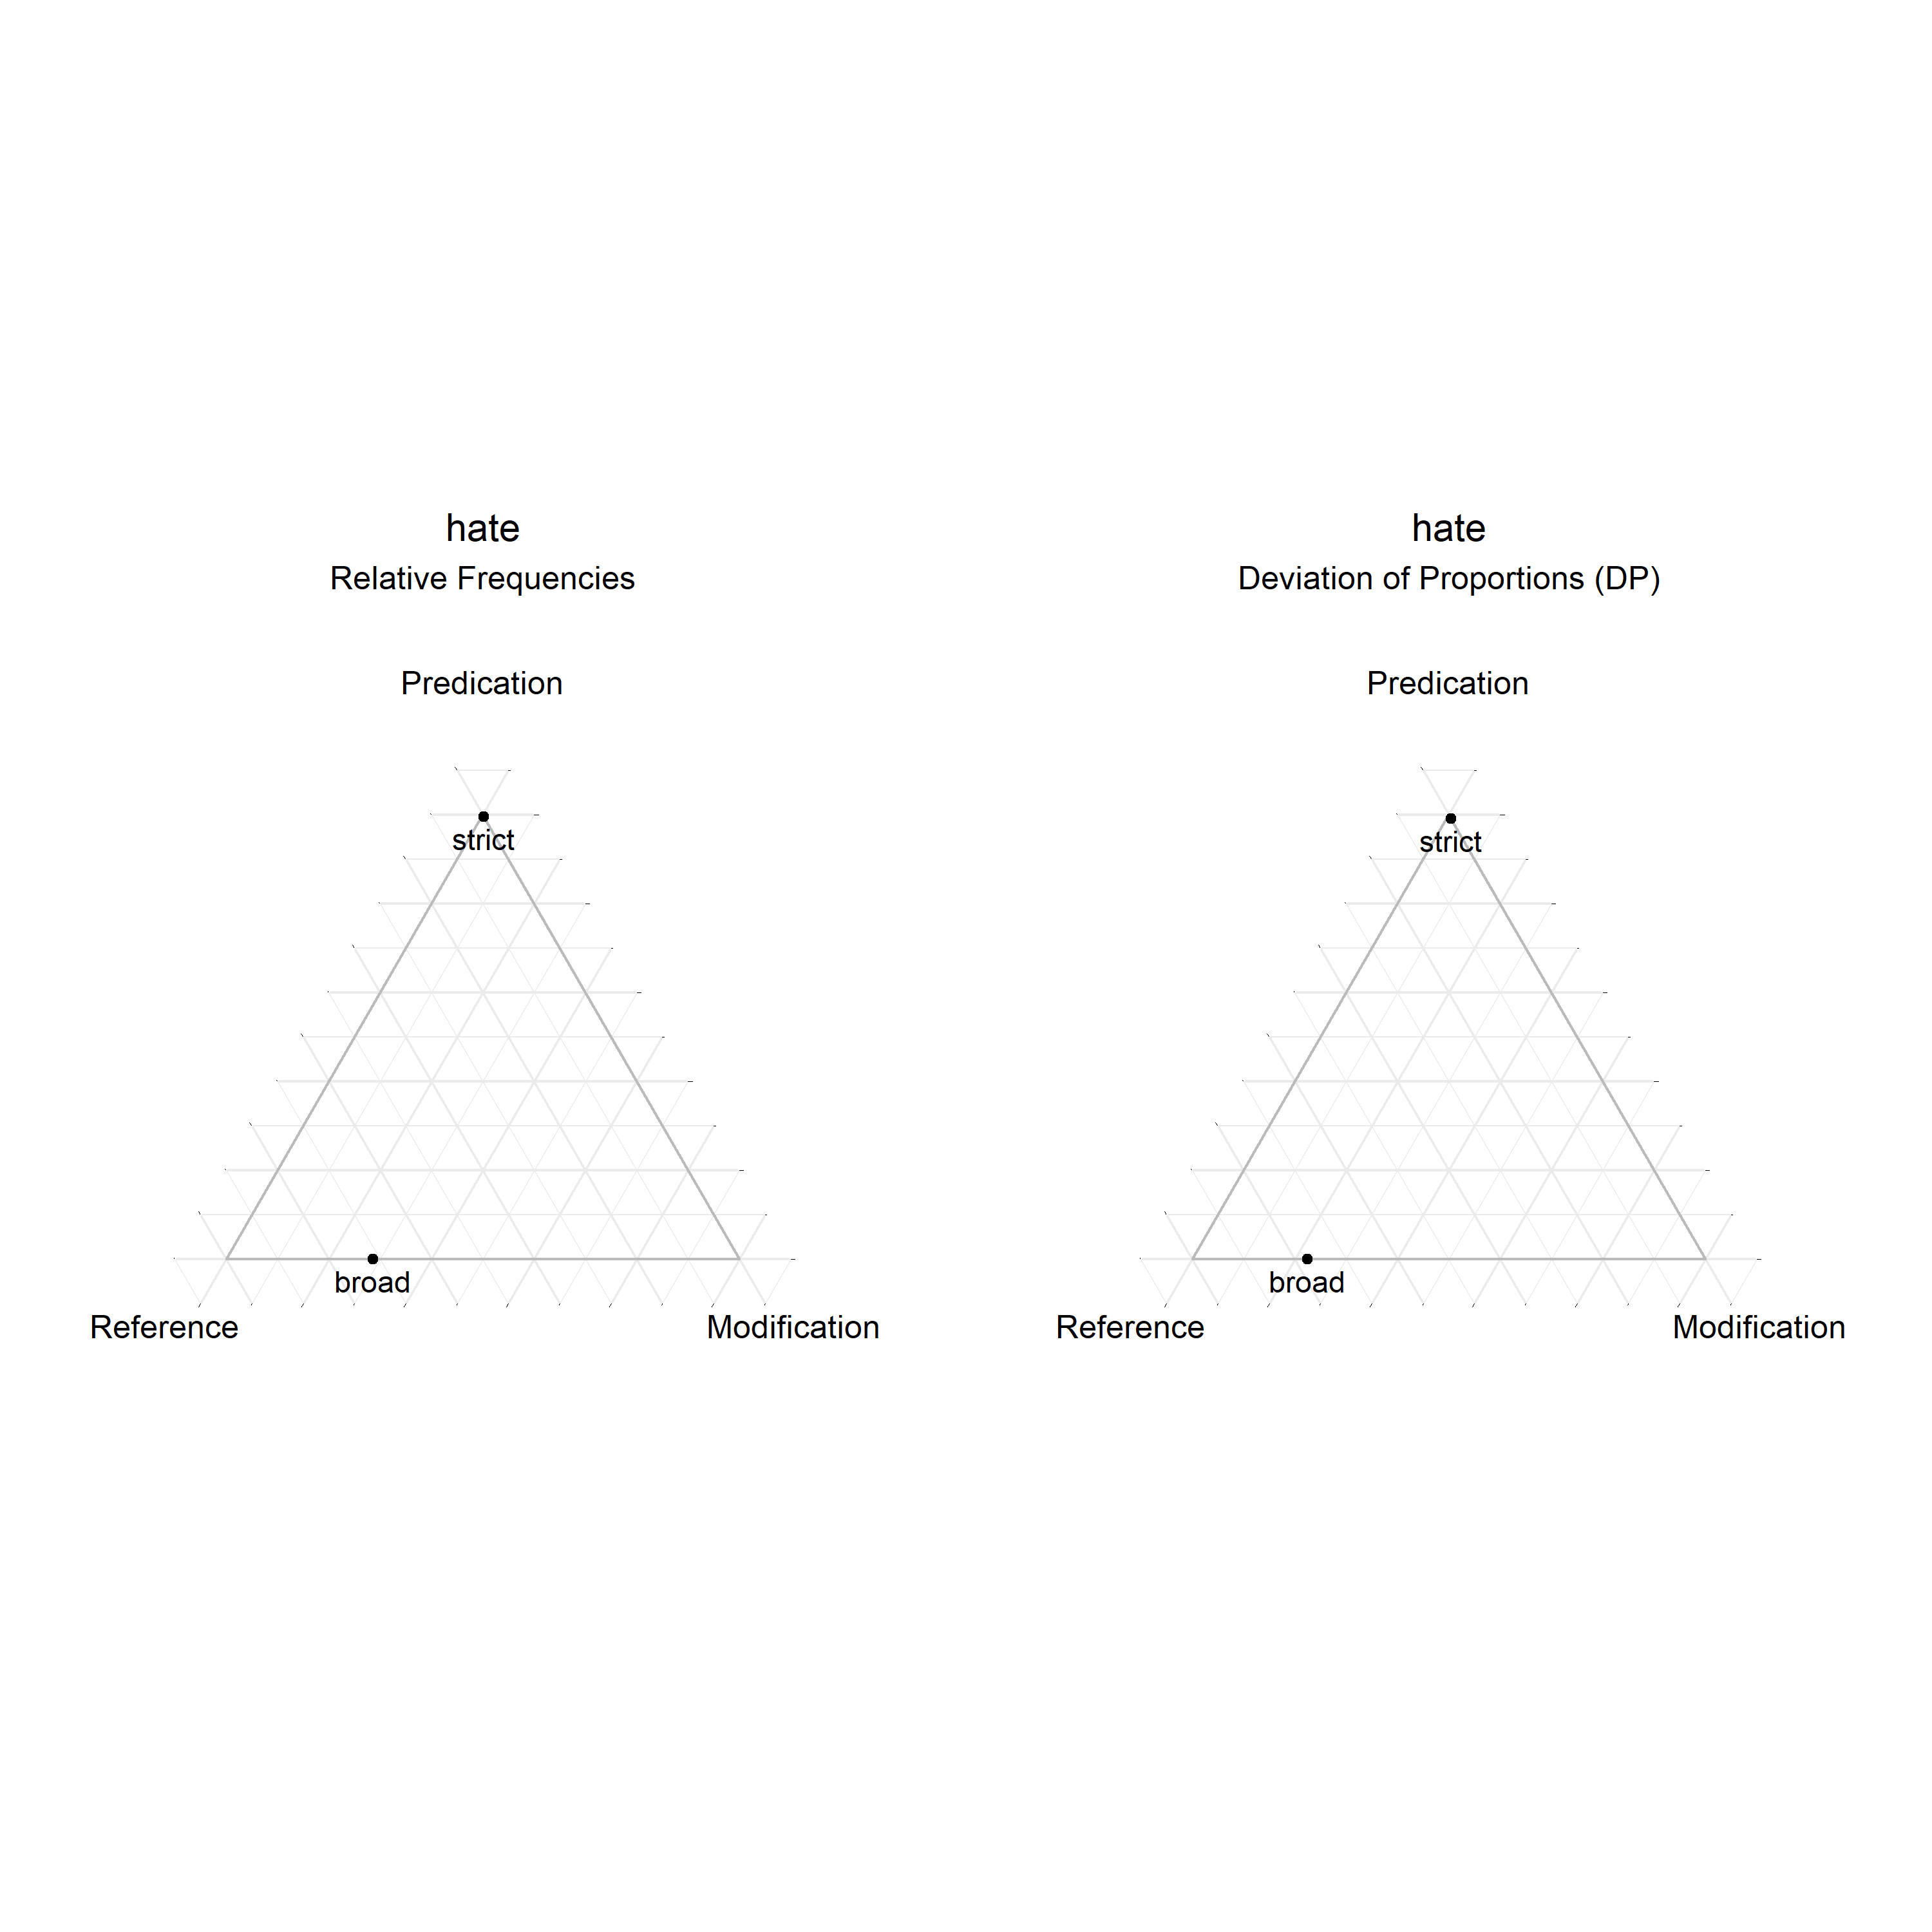 hate
Relative Frequencies
Predication
strict
broad
Reference
Modification
hate
Deviation of Proportions (DP)
Predication
strict
broad
Reference
Modification